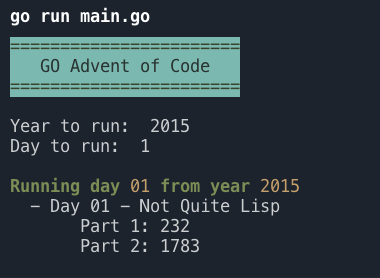 go run main.go
=======================
GO Advent of Code
=======================
Year to run:  2015
Day to run:  1
Running day 01 from year 2015
– Day 01 – Not Quite Lisp
Part 1: 232
Part 2: 1783